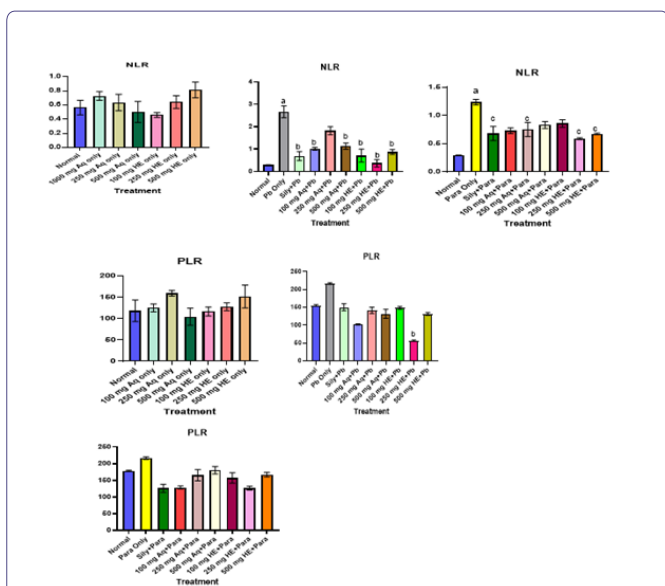 NLR
1.0
0.8
0.6
0.4
0.2
0.0
Normal
1000 mg Aq only
250 mg Aq only
500 mg Aq only
100 mg HE only
250 mg HE only
500 mg HE only
Treatment
NLR
4
3
2
1
0
a
b
b
b
b
b
b
Normal
Pb Only
Sily+Pb
100 mg Aq+Pb
250 mg Aq+Pb
500 mg Aq+Pb
100 mg HE+Pb
250 mg HE+Pb
500 mg HE+Pb
Treatment
NLR
1.0
0.0
a
c
c
c
c
Normal
Para Only
Sily+Para
100 mg Aq+Para
250 mg Aq+Para
500 mg Aq+Para
100 mg HE+Para
250 mg HE+Para
500 mg HE+Para
Treatment
PLR
200
150
100
50
0
Normal
100 mg Aq only
250 mg Aq only
500 mg Aq only
100 mg HE only
250 mg HE only
500 mg HE only
Treatment
PLR
200
150
100
50
0
b
Normal
Pb Only
Sily+Pb
100 mg Aq+Pb
250 mg Aq+Pb
500 mg Aq+Pb
100 mg HE+Pb
250 mg HE+Pb
500 mg HE+Pb
Treatment
PLR
200
100
0
Normal
Para Only
Sily+Para
100 mg Aq+Para
250 mg Aq+Para
500 mg Aq+Para
100 mg HE+Para
250 mg HE+Para
500 mg HE+Para
Treatment